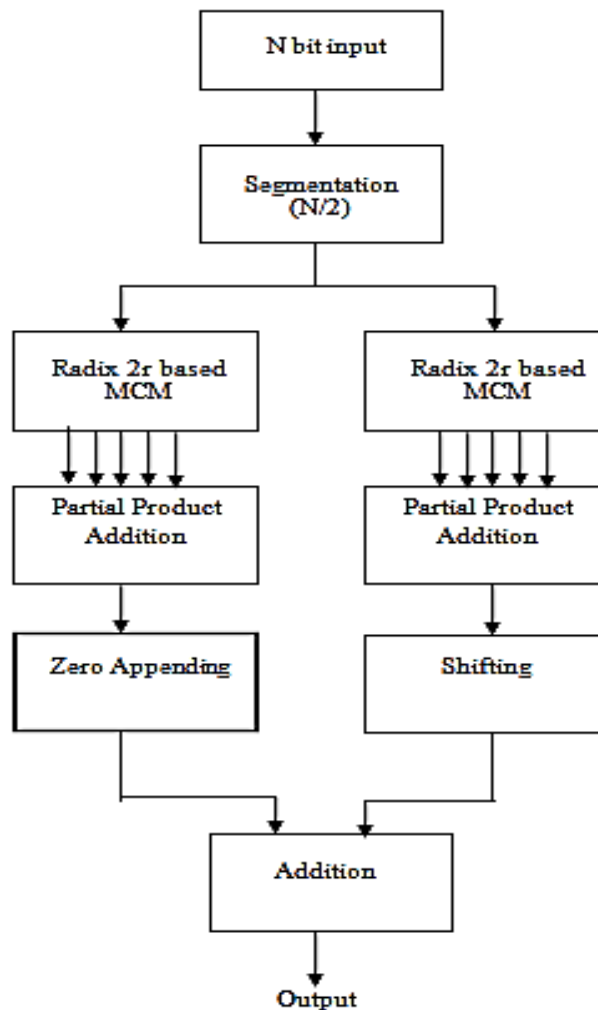 N bit input
Segmentation
(N/2)
Radix 2r based
MCM
Radix 2r based
MCM
Partial Product
Addition
Partial Product
Addition
Zero Appending
Shifting
Addition
Output